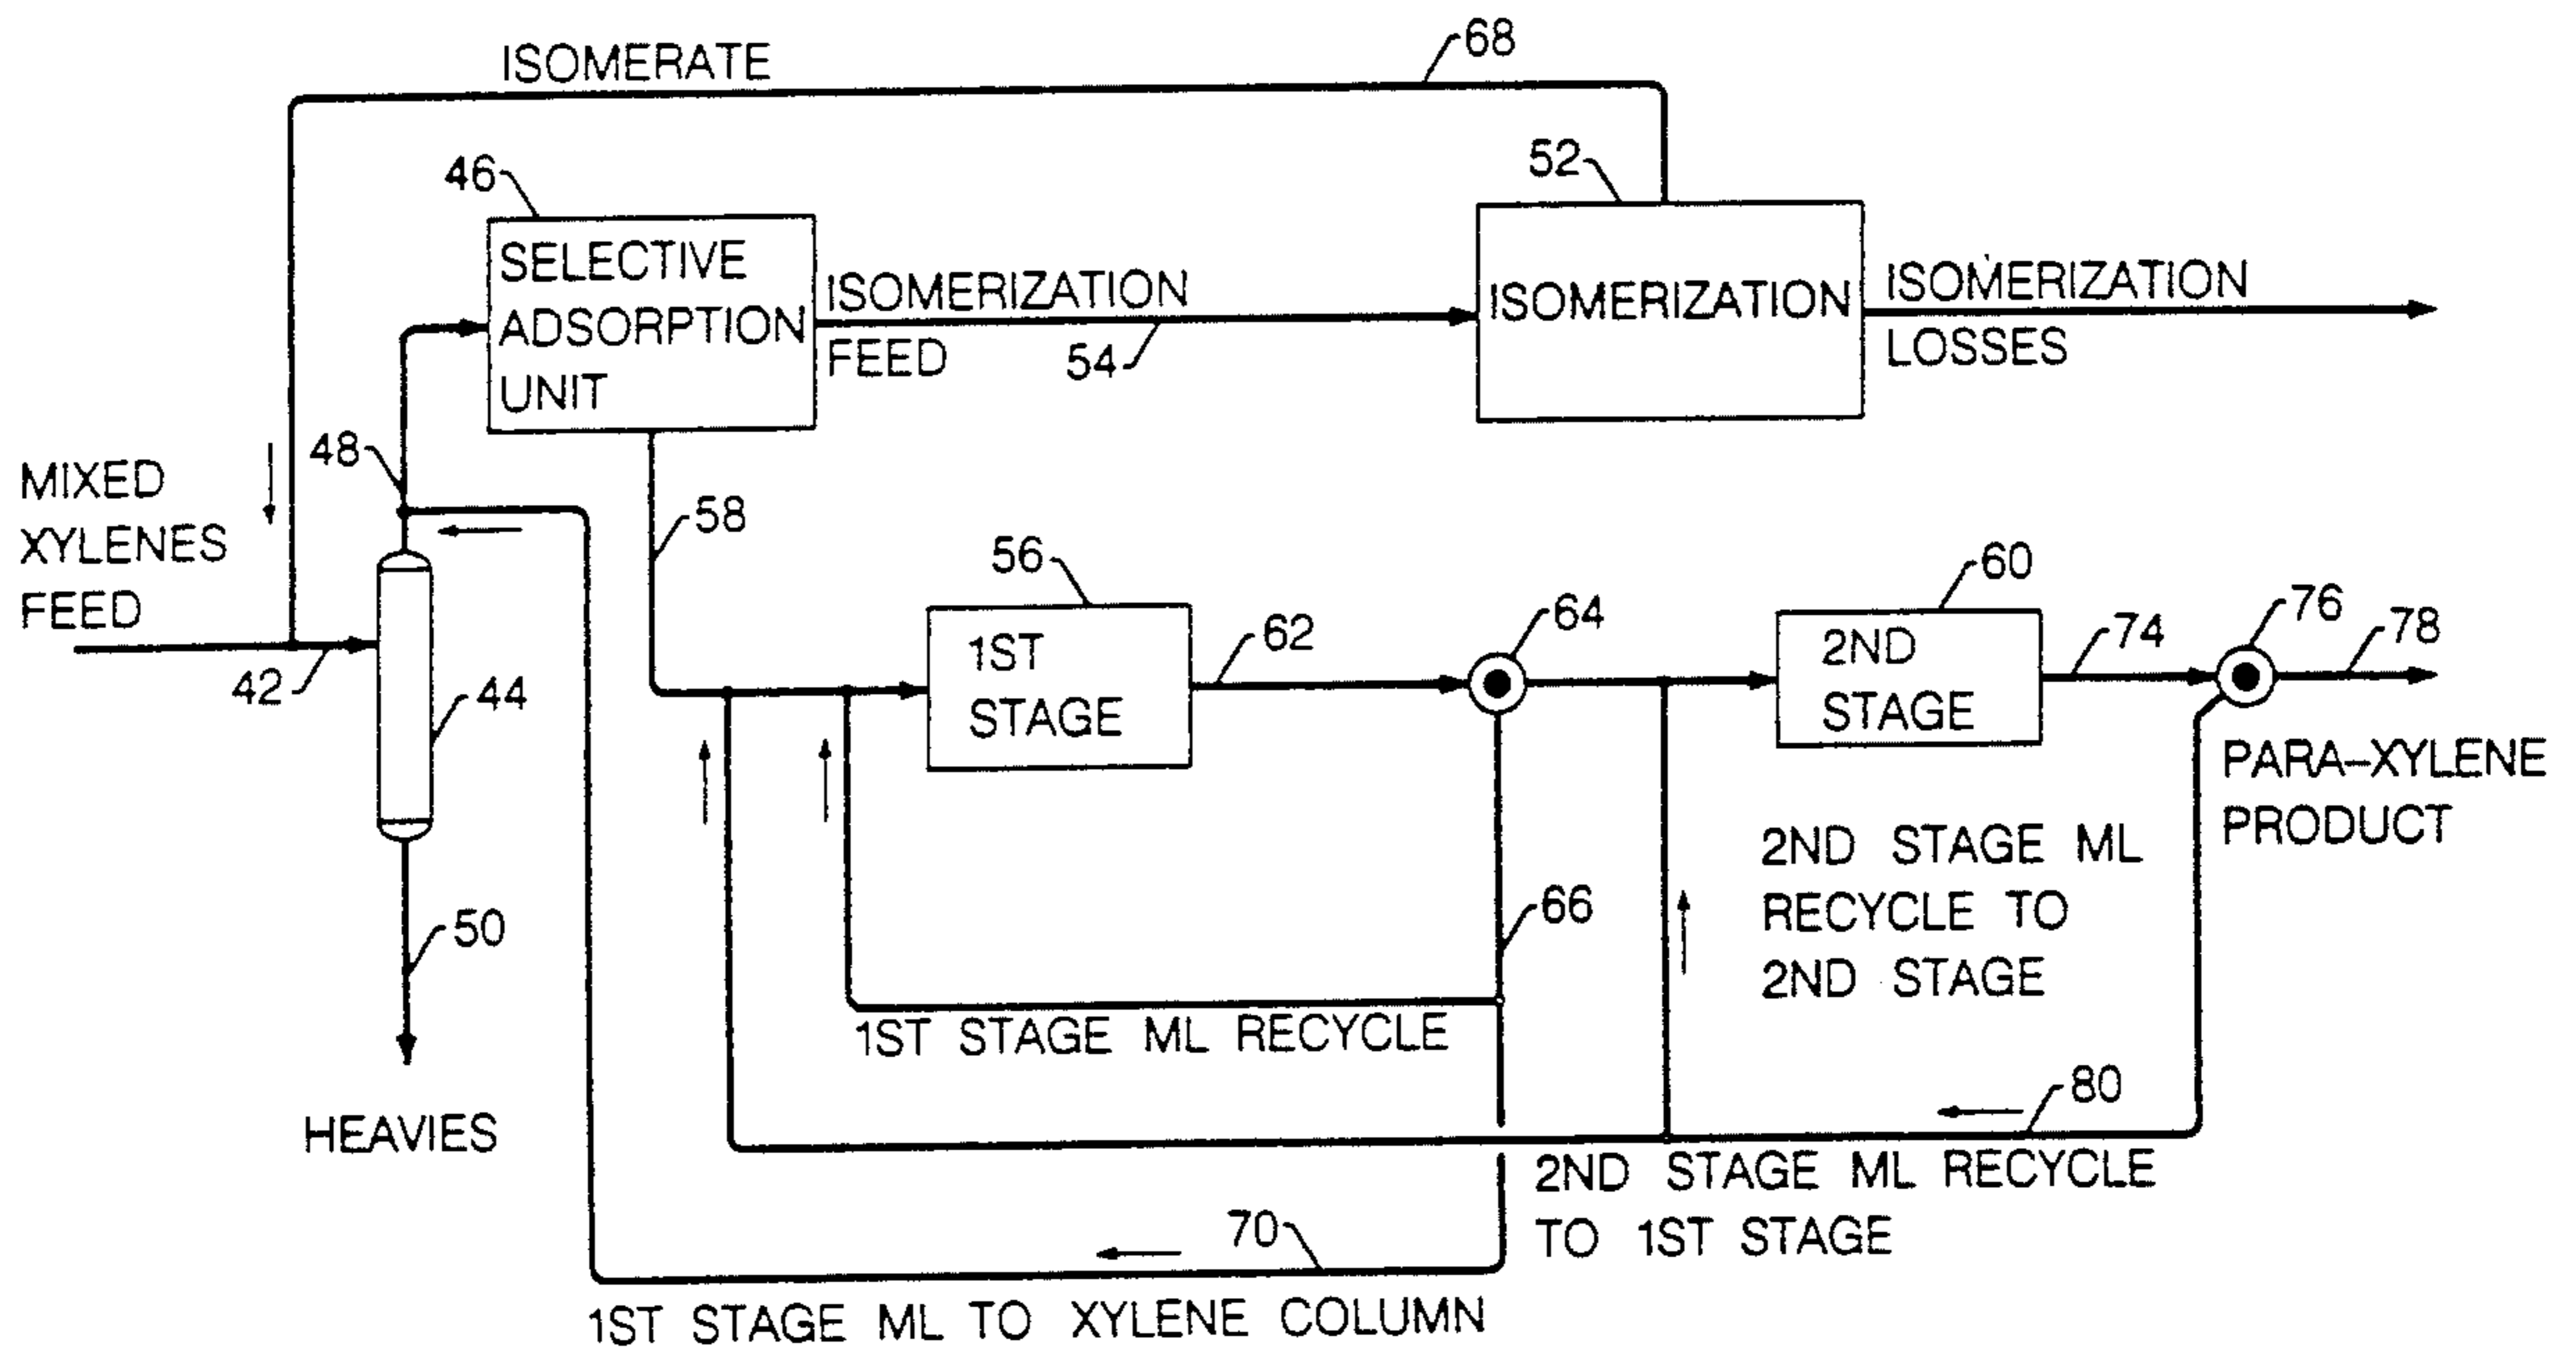 68
ISOMERATE
52
46
SELECTIVE
ADSORPTION
UNIT
ISOMERIZATION
FEED
54
ISOMERIZATION
ISOMERIZATION
LOSSES
48
MIXED
XYLENES
FEED
58
56
60
64
76
62
74
78
1ST
STAGE
2ND
STAGE
42
44
PARA-XYLENE
PRODUCT
2ND STAGE ML
RECYCLE TO
2ND STAGE
66
50
1ST STAGE ML RECYCLE
80
HEAVIES
2ND STAGE ML RECYCLE
TO 1ST STAGE
70
1ST STAGE ML TO XYLENE COLUMN